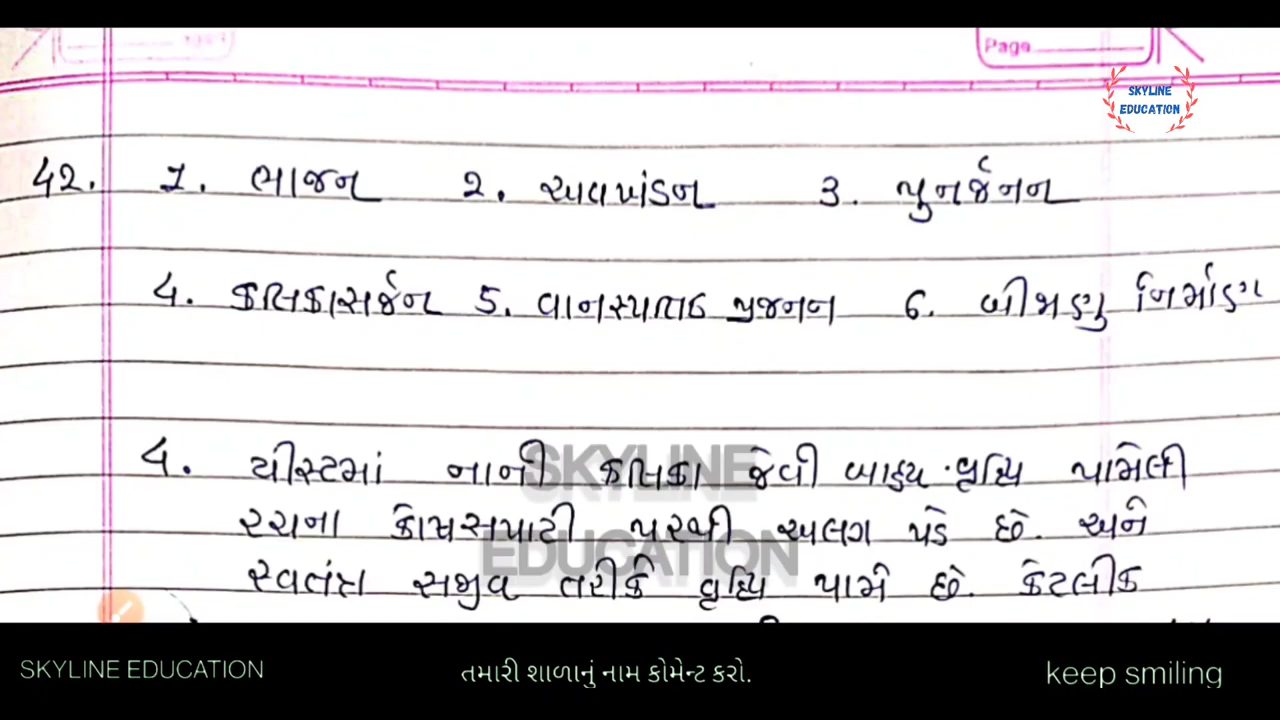 Page
SKYLINE
EDUCATION
42. 1. ભાજન 2. અવખંડન 3. પુનર્જનન
4. કલિકાસર્જન 5. વાનસ્પતિક પ્રજનન 6. બીજાણુ નિર્માણ
4. યીસ્ટમાં નાની કલિકા જેવી બાહ્ય વૃદ્ધિ પામેલી
રચના કોષસપાટી પરથી અલગ પડે છે. અને
સ્વતંત્ર સજીવ તરીકે વૃદ્ધિ પામે છે. કેટલીક
SKYLINE
EDUCATION
SKYLINE EDUCATION તમારી શાળાનું નામ કોમેન્ટ કરો. keep smiling